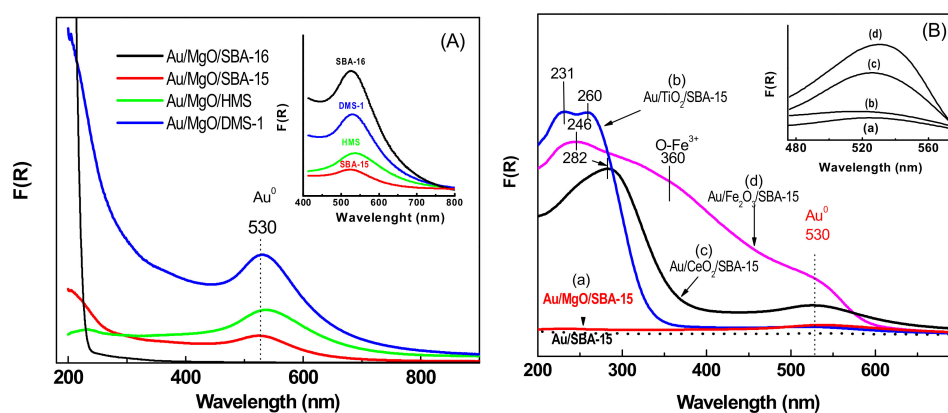 (A)
Au/MgO/SBA-16
Au/MgO/SBA-15
Au/MgO/HMS
Au/MgO/DMS-1
F(R)
SBA-16
DMS-1
HMS
SBA-15
400 500 600 700 800
Wavelenght (nm)
F(R)
Au⁰
530
200 400 600 800
Wavelength (nm)
(B)
F(R)
(d)
(c)
(b)
(a)
480 520 560
Wavelength (nm)
F(R)
231
260
246
282
(b)
Au/TiO₂/SBA-15
O-Fe³⁺
360
(d)
Au/Fe₂O₃/SBA-15
Au⁰
530
(c)
Au/CeO₂/SBA-15
(a)
Au/MgO/SBA-15
Au/SBA-15
200 300 400 500 600
Wavelength (nm)